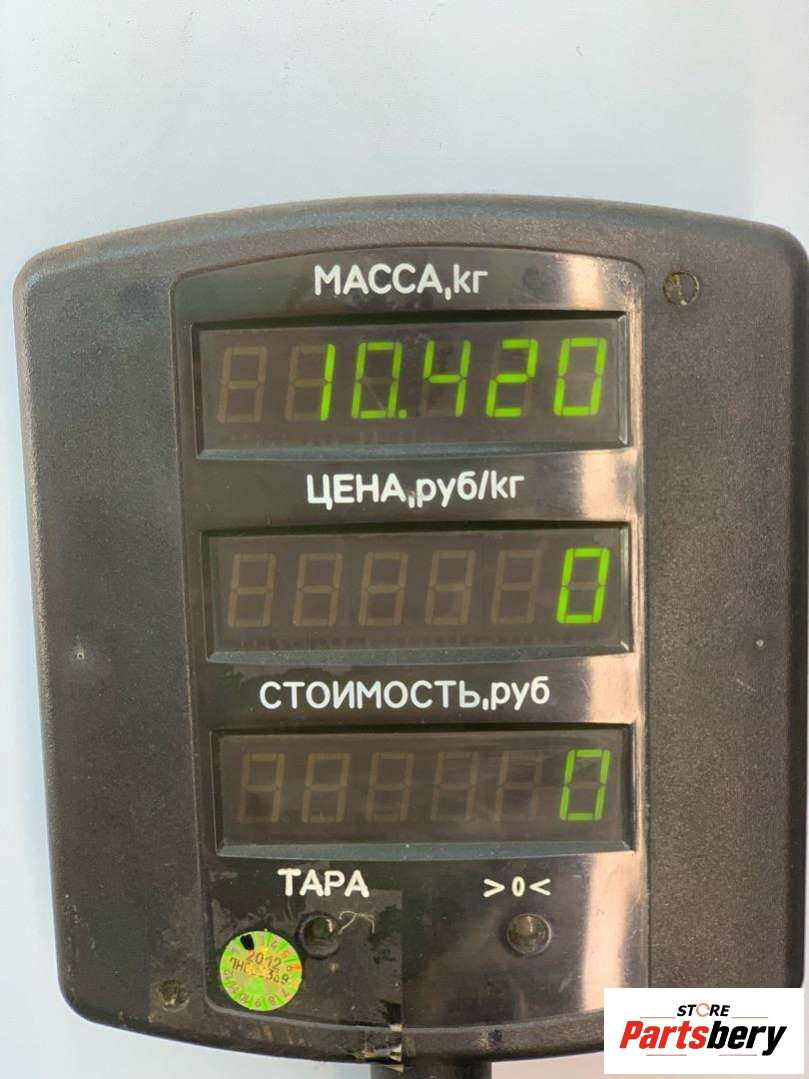 МАССА,кг
10.420
ЦЕНА,руб/кг
0
СТОИМОСТЬ,руб
0
ТАРА >0<
2012
STORE
Partsbery